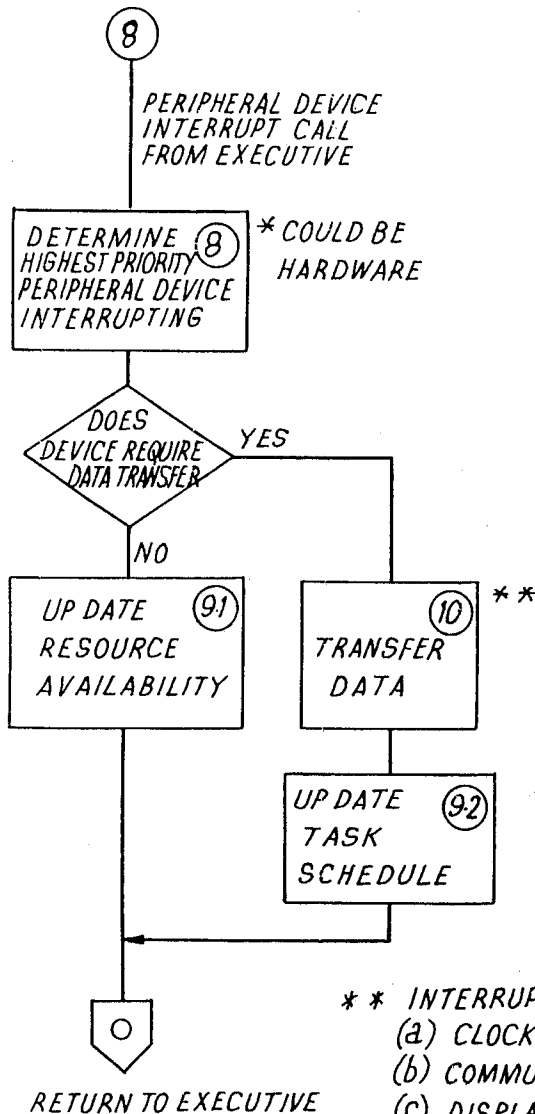 8
PERIPHERAL DEVICE
INTERRUPT CALL
FROM EXECUTIVE
DETERMINE 8
HIGHEST PRIORITY
PERIPHERAL DEVICE
INTERRUPTING
* COULD BE
HARDWARE
DOES
DEVICE REQUIRE
DATA TRANSFER
YES
NO
UP DATE 9.1
RESOURCE
AVAILABILITY
10 **
TRANSFER
DATA
UP DATE 9.2
TASK
SCHEDULE
O
RETURN TO EXECUTIVE
** INTERRUP
(a) CLOCK
(b) COMMU
(c) DISPLA